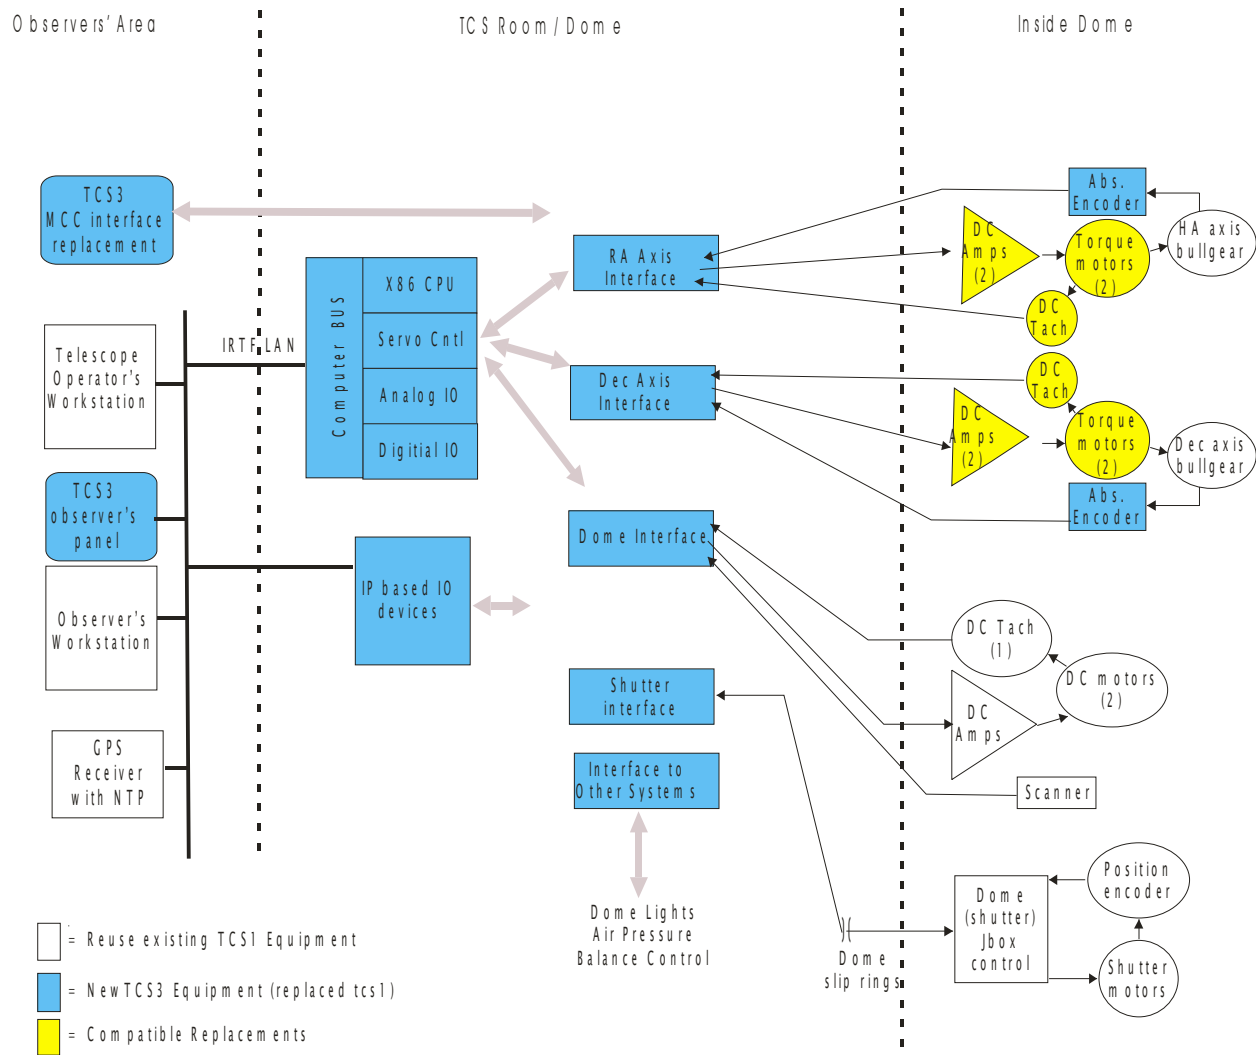 Observers' Area
TCS Room / Dome
Inside Dome
TCS3
MCC interface
replacement
Telescope
Operator's
Workstation
TCS3
observer's
panel
Observer's
Workstation
GPS
Receiver
with NTP
IRTF LAN
Computer BUS
X86 CPU
Servo Cntl
Analog IO
Digitial IO
IP based IO
devices
RA Axis
Interface
Dec Axis
Interface
Dome Interface
Shutter
interface
Interface to
Other Systems
Dome Lights
Air Pressure
Balance Control
Abs.
Encoder
DC
Amps
(2)
Torque
motors
(2)
HA axis
bullgear
DC
Tach
DC
Tach
DC
Amps
(2)
Torque
motors
(2)
Dec axis
bullgear
Abs.
Encoder
DC Tach
(1)
DC motors
(2)
DC
Amps
Scanner
Dome
slip rings
Dome
(shutter)
Jbox
control
Position
encoder
Shutter
motors
= Reuse existing TCS1 Equipment
= New TCS3 Equipment (replaced tcs1)
= Compatible Replacements